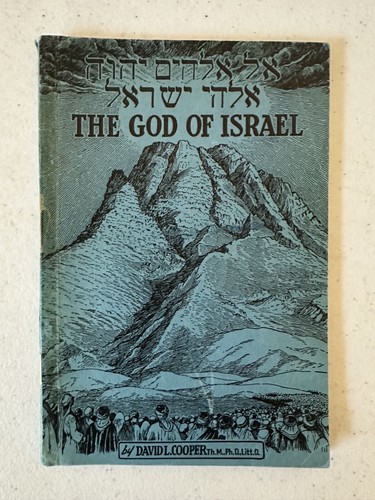 אל אלהים יהוה
אלהי ישראל
THE GOD OF ISRAEL
by DAVID L. COOPER Th.M., Ph.D., Litt.D.